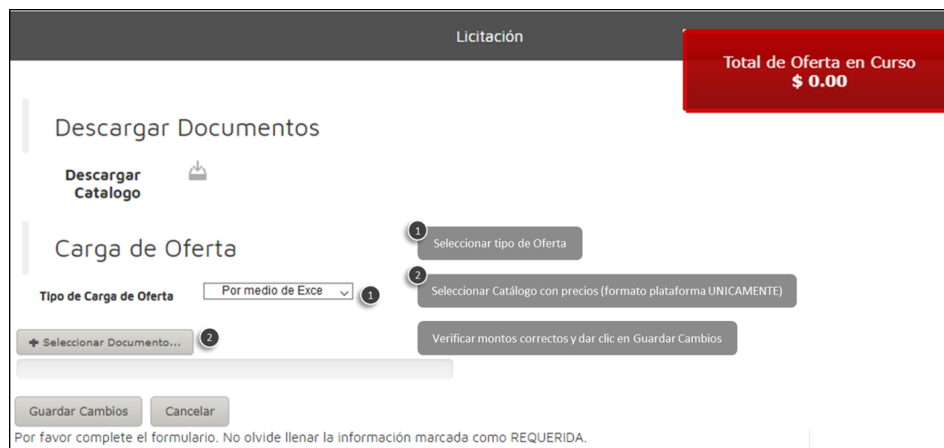 Licitación
Total de Oferta en Curso
$ 0.00
Descargar Documentos
Descargar
Catalogo
Carga de Oferta
1
Seleccionar tipo de Oferta
2
Seleccionar Catálogo con precios (formato plataforma UNICAMENTE)
Tipo de Carga de Oferta
Por medio de Exce
1
Verificar montos correctos y dar clic en Guardar Cambios
+ Seleccionar Documento...
2
Guardar Cambios
Cancelar
Por favor complete el formulario. No olvide llenar la información marcada como REQUERIDA.